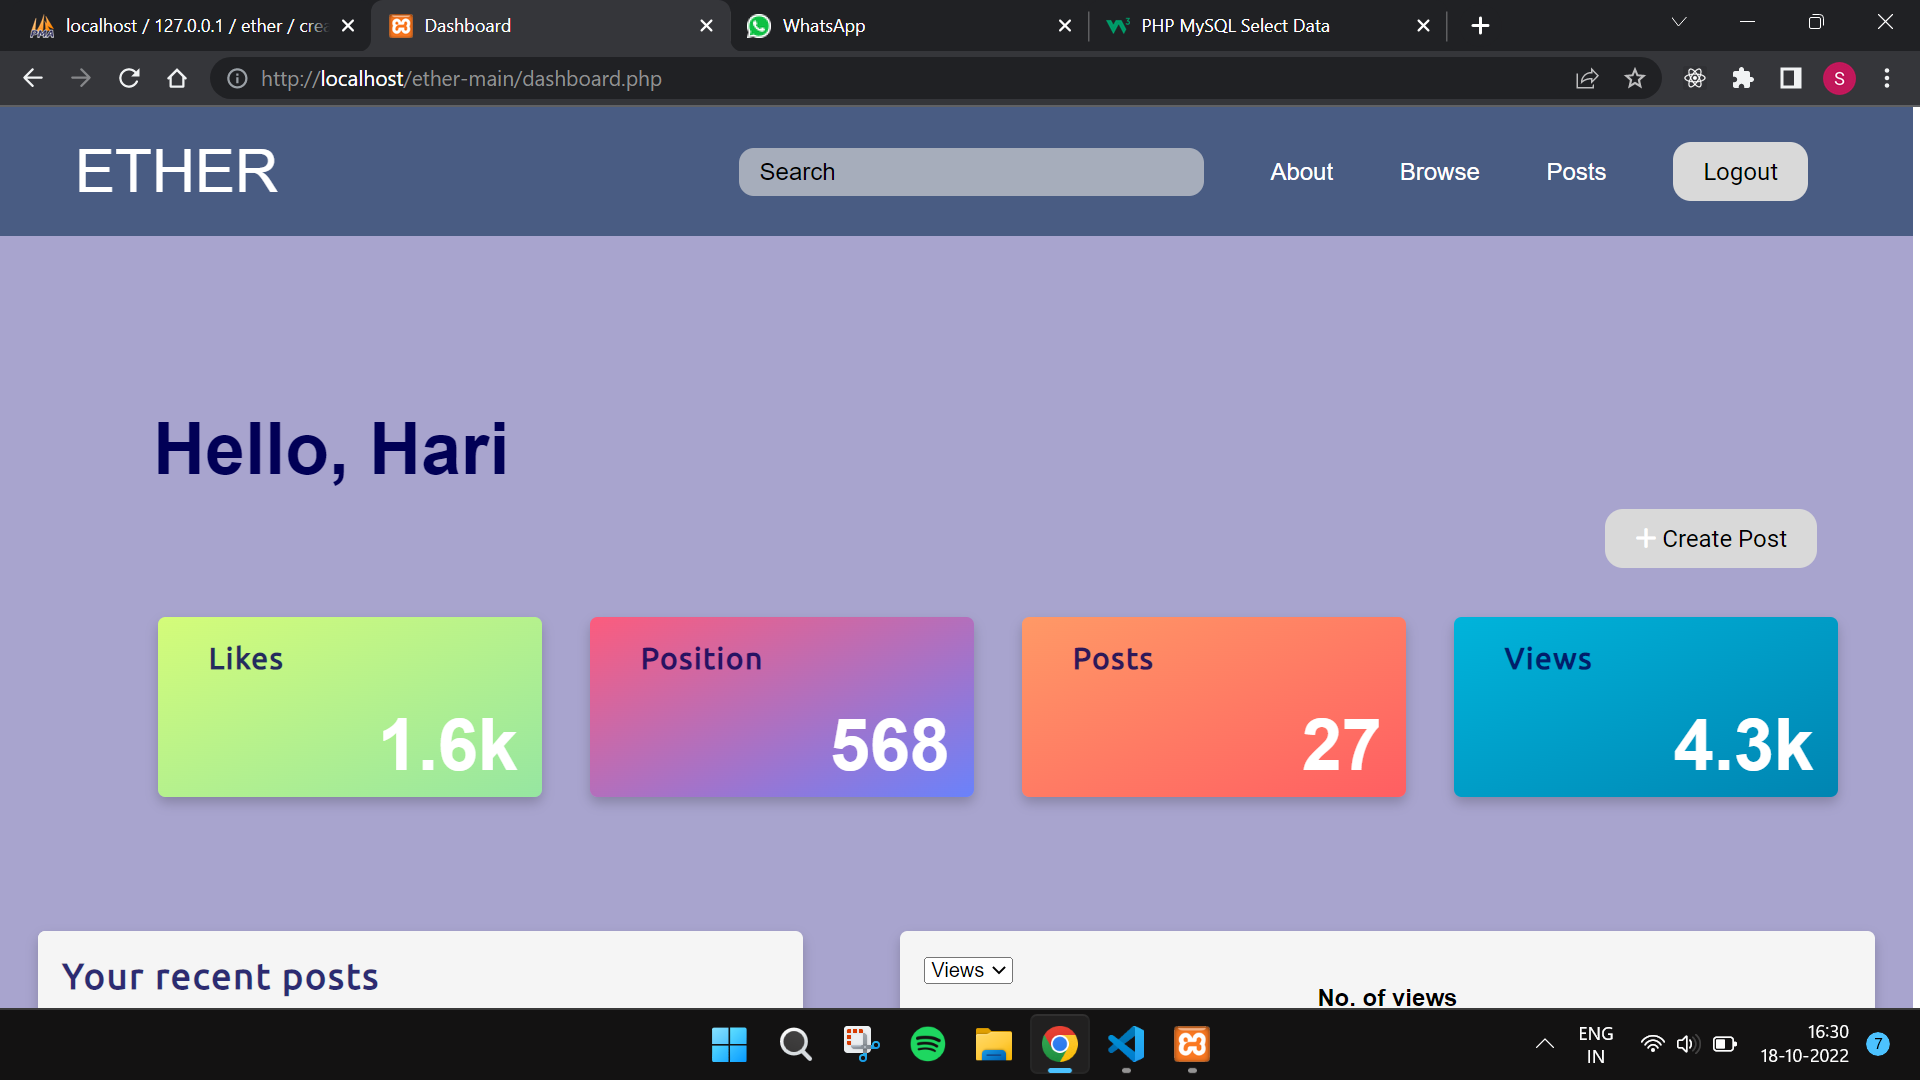 localhost / 127.0.0.1 / ether / crea
Dashboard
WhatsApp
PHP MySQL Select Data
http://localhost/ether-main/dashboard.php
S
ETHER
Search
About
Browse
Posts
Logout
Hello, Hari
Create Post
Likes
1.6k
Position
568
Posts
27
Views
4.3k
Your recent posts
Views
No. of views
ENG
IN
16:30
18-10-2022
7